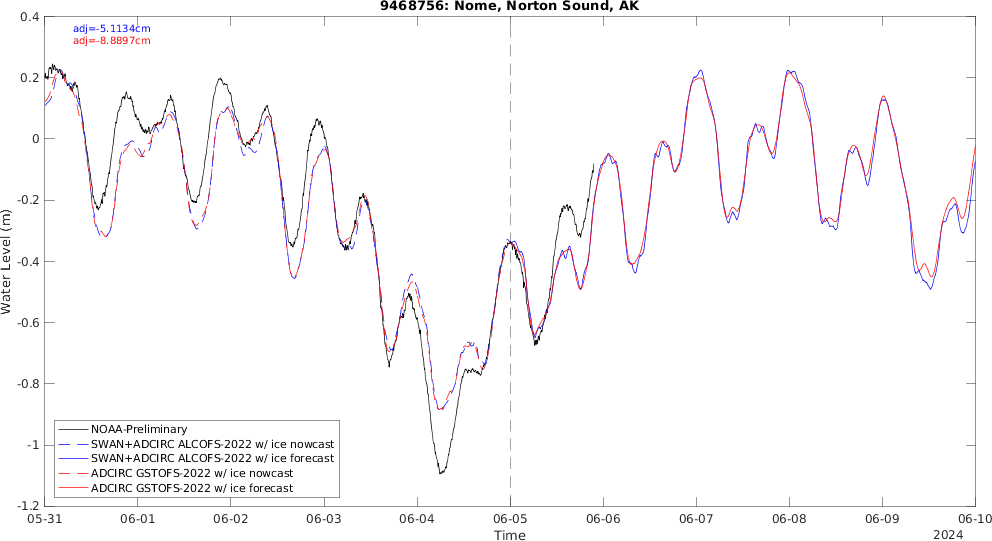 9468756: Nome, Norton Sound, AK
adj=-5.1134cm
adj=-8.8897cm
0.4
0.2
0
-0.2
-0.4
-0.6
-0.8
-1
-1.2
Water Level (m)
NOAA-Preliminary
SWAN+ADCIRC ALCOFS-2022 w/ ice nowcast
SWAN+ADCIRC ALCOFS-2022 w/ ice forecast
ADCIRC GSTOFS-2022 w/ ice nowcast
ADCIRC GSTOFS-2022 w/ ice forecast
05-31 06-01 06-02 06-03 06-04 06-05 06-06 06-07 06-08 06-09 06-10
Time
2024